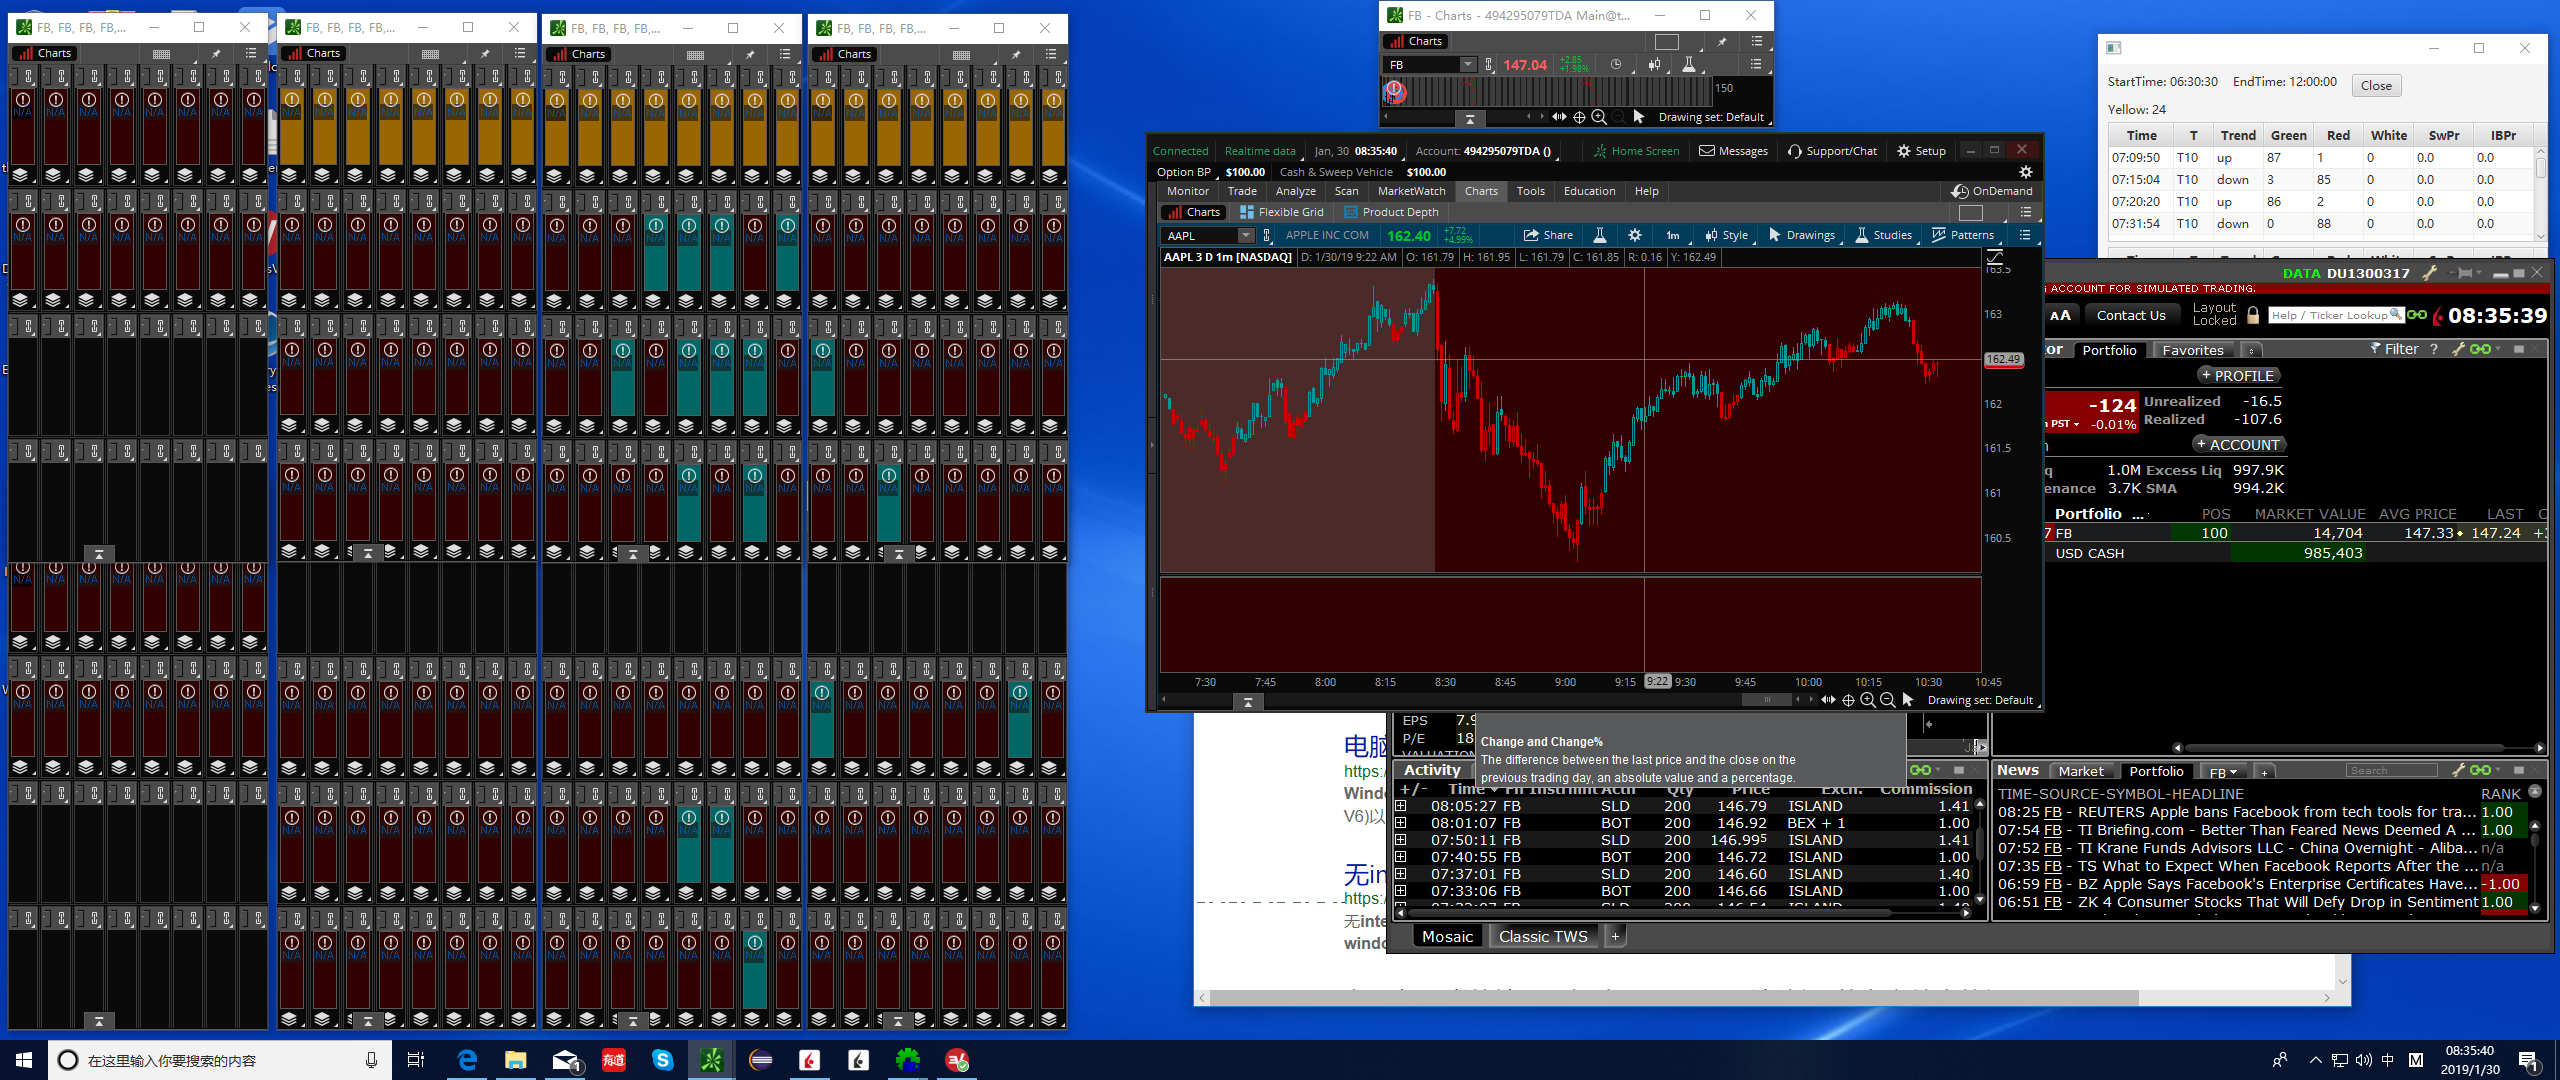 FB, FB, FB, FB,...
FB, FB, FB, FB,...
FB, FB, FB, FB,...
FB, FB, FB, FB,...
Charts
Charts
Charts
Charts
N/A
FB - Charts - 494295079TDA Main@t...
Charts
FB
147.04
+2.85
+1.98%
150
Drawing set: Default
StartTime: 06:30:30 EndTime: 12:00:00 Close
Yellow: 24
Time T Trend Green Red White SwPr IBPr
07:09:50 T10 up 87 1 0 0.0 0.0
07:15:04 T10 down 3 85 0 0.0 0.0
07:20:20 T10 up 86 2 0 0.0 0.0
07:31:54 T10 down 0 88 0 0.0 0.0
Connected Realtime data Jan, 30 08:35:40 Account: 494295079TDA () Home Screen Messages Support/Chat Setup
Option BP $100.00 Cash & Sweep Vehicle $100.00
Monitor Trade Analyze Scan MarketWatch Charts Tools Education Help OnDemand
Charts Flexible Grid Product Depth
AAPL APPLE INC COM 162.40 +7.72 +4.99% Share 1m Style Drawings Studies Patterns
AAPL 3 D 1m [NASDAQ] D: 1/30/19 9:22 AM O: 161.79 H: 161.95 L: 161.79 C: 161.85 R: 0.16 Y: 162.49
163.5
163
162.49
162
161.5
161
160.5
7:30 7:45 8:00 8:15 8:30 8:45 9:00 9:15 9:22 9:30 9:45 10:00 10:15 10:30 10:45
Drawing set: Default
DATA DU1300317
ACCOUNT FOR SIMULATED TRADING.
AA Contact Us Layout Locked Help / Ticker Lookup 08:35:39
tor Portfolio Favorites Filter ?
+ PROFILE
-124 Unrealized -16.5
PST -0.01% Realized -107.6
+ ACCOUNT
1.0M Excess Liq 997.9K
enance 3.7K SMA 994.2K
Portfolio ... POS MARKET VALUE AVG PRICE LAST C
7 FB 100 14,704 147.33 147.24
USD CASH 985,403
EPS 7.9
P/E 18
Change and Change%
The difference between the last price and the close on the
previous trading day, an absolute value and a percentage.
Activity
+/- Time Qty Price Exch. Commission
08:05:27 FB SLD 200 146.79 ISLAND 1.41
08:01:07 FB BOT 200 146.92 BEX + 1 1.00
07:50:11 FB SLD 200 146.995 ISLAND 1.41
07:40:55 FB BOT 200 146.72 ISLAND 1.00
07:37:01 FB SLD 200 146.60 ISLAND 1.40
07:33:06 FB BOT 200 146.66 ISLAND 1.00
News Market Portfolio FB + Search
TIME-SOURCE-SYMBOL-HEADLINE RANK
08:25 FB - REUTERS Apple bans Facebook from tech tools for tra... 1.00
07:54 FB - TI Briefing.com - Better Than Feared News Deemed A ... 1.00
07:52 FB - TI Krane Funds Advisors LLC - China Overnight - Aliba... n/a
07:35 FB - TS What to Expect When Facebook Reports After the ... n/a
06:59 FB - BZ Apple Says Facebook's Enterprise Certificates Have... -1.00
06:51 FB - ZK 4 Consumer Stocks That Will Defy Drop in Sentiment 1.00
Mosaic Classic TWS +
电脑
https:/
Windo
V6)以
无in
https:/
无inte
windo
在这里输入你要搜索的内容
有道
中
M
08:35:40
2019/1/30